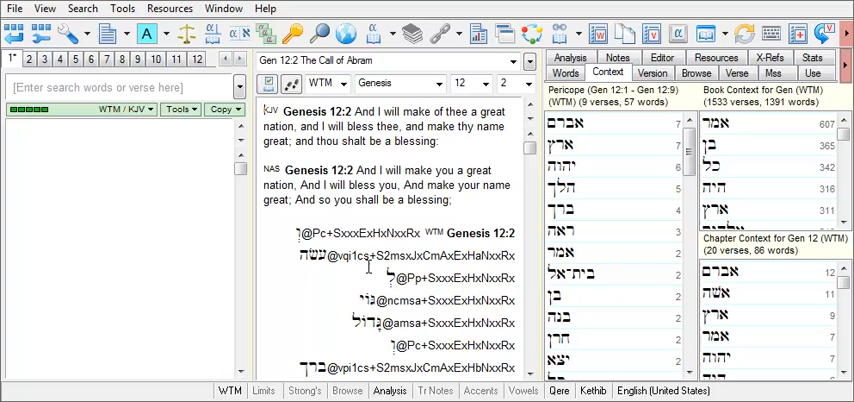 File View Search Tools Resources Window Help
1* 2 3 4 5 6 7 8 9 10 11 12
[Enter search words or verse here]
WTM / KJV Tools Copy
Gen 12:2 The Call of Abram
WTM Genesis 12 2
KJV Genesis 12:2 And I will make of thee a great
nation, and I will bless thee, and make thy name
great; and thou shalt be a blessing:
NAS Genesis 12:2 And I will make you a great
nation, And I will bless you, And make your name
great; And so you shall be a blessing;
WTM Genesis 12:2 וְ@Pc+SxxxExHxNxxRx
עשׂה@vqi1cs+S2msxJxCmAxExHaNxxRx
לְ@Pp+SxxxExHxNxxRx
גּוֹי@ncmsa+SxxxExHxNxxRx
גָּדוֹל@amsa+SxxxExHxNxxRx
וְ@Pc+SxxxExHxNxxRx
ברך@vpi1cs+S2msxJxCmAxExHbNxxRx
Analysis Notes Editor Resources X-Refs Stats
Words Context Version Browse Verse Mss Use
Pericope (Gen 12:1 - Gen 12:9)
(WTM) (9 verses, 57 words)
אברם 7
ארץ 7
יהוה 6
הלך 5
ברך 4
ראה 3
אמר 2
בית־אל 2
בן 2
בנה 2
חרן 2
יצא 2
Book Context for Gen (WTM)
(1533 verses, 1391 words)
אמר 607
בן 365
כל 342
היה 316
ארץ 311
Chapter Context for Gen 12 (WTM)
(20 verses, 86 words)
אברם 12
אשׁה 11
ארץ 9
אמר 7
יהוה 7
WTM Limits Strong's Browse Analysis Tr Notes Accents Vowels Qere Kethib English (United States)